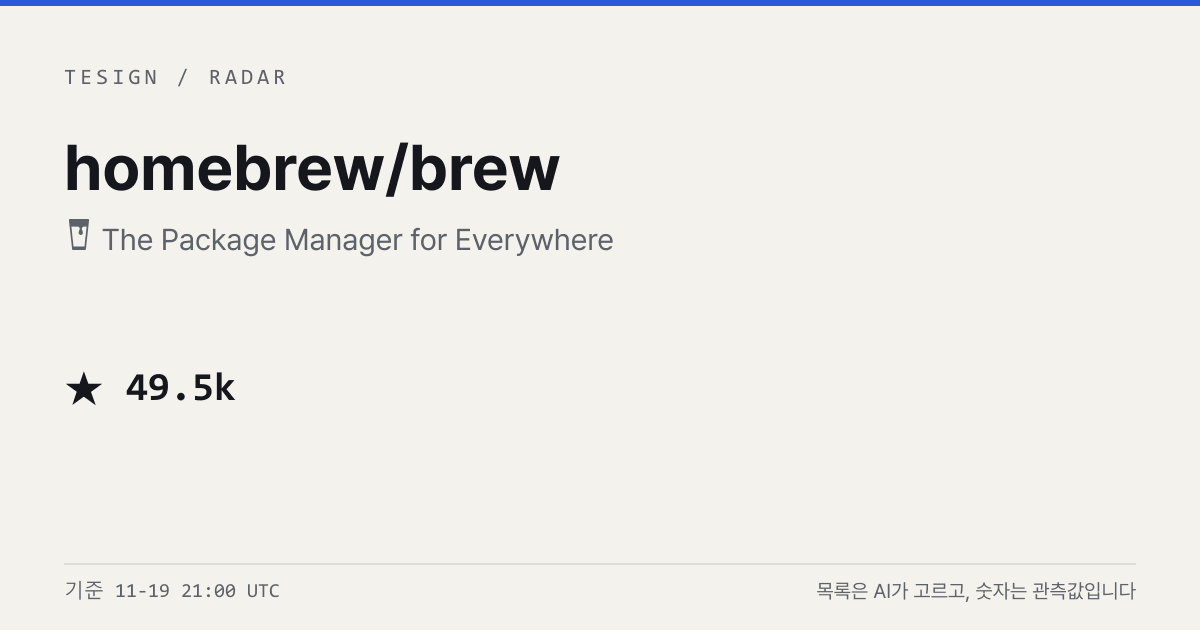 TESIGN / RADAR
homebrew/brew
The Package Manager for Everywhere
★ 49.5k
기준 11-19 21:00 UTC
목록은 AI가 고르고, 숫자는 관측값입니다